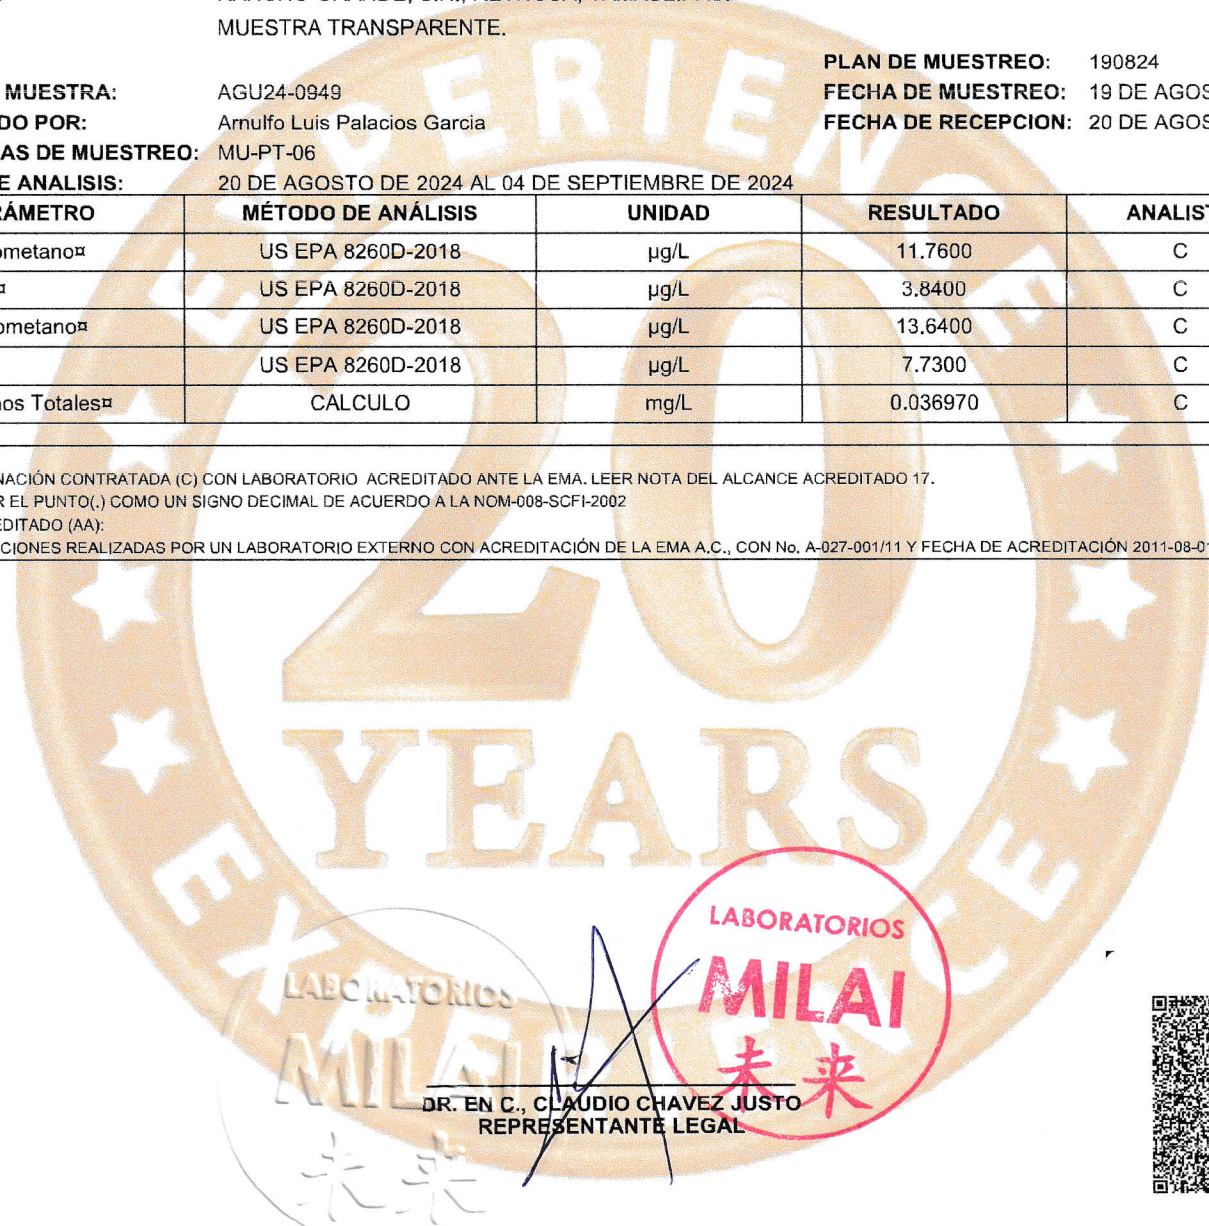 MUESTRA TRANSPARENTE.
PLAN DE MUESTREO: 190824
MUESTRA: AGU24-0949 FECHA DE MUESTREO: 19 DE AGOS
DO POR: Arnulfo Luis Palacios Garcia FECHA DE RECEPCION: 20 DE AGOS
AS DE MUESTREO: MU-PT-06
E ANALISIS: 20 DE AGOSTO DE 2024 AL 04 DE SEPTIEMBRE DE 2024
RÁMETRO MÉTODO DE ANÁLISIS UNIDAD RESULTADO ANALIST
ometano¤ US EPA 8260D-2018 µg/L 11.7600 C
¤ US EPA 8260D-2018 µg/L 3.8400 C
ometano¤ US EPA 8260D-2018 µg/L 13.6400 C
US EPA 8260D-2018 µg/L 7.7300 C
nos Totales¤ CALCULO mg/L 0.036970 C
NACIÓN CONTRATADA (C) CON LABORATORIO ACREDITADO ANTE LA EMA. LEER NOTA DEL ALCANCE ACREDITADO 17.
R EL PUNTO(.) COMO UN SIGNO DECIMAL DE ACUERDO A LA NOM-008-SCFI-2002
EDITADO (AA):
CIONES REALIZADAS POR UN LABORATORIO EXTERNO CON ACREDITACIÓN DE LA EMA A.C., CON No. A-027-001/11 Y FECHA DE ACREDITACIÓN 2011-08-01
EXPERIENCE
20
YEARS
EXPERIENCE
LABORATORIOS
MILAI
未来
LABORATORIOS
MILAI
未来
DR. EN C., CLAUDIO CHAVEZ JUSTO
REPRESENTANTE LEGAL